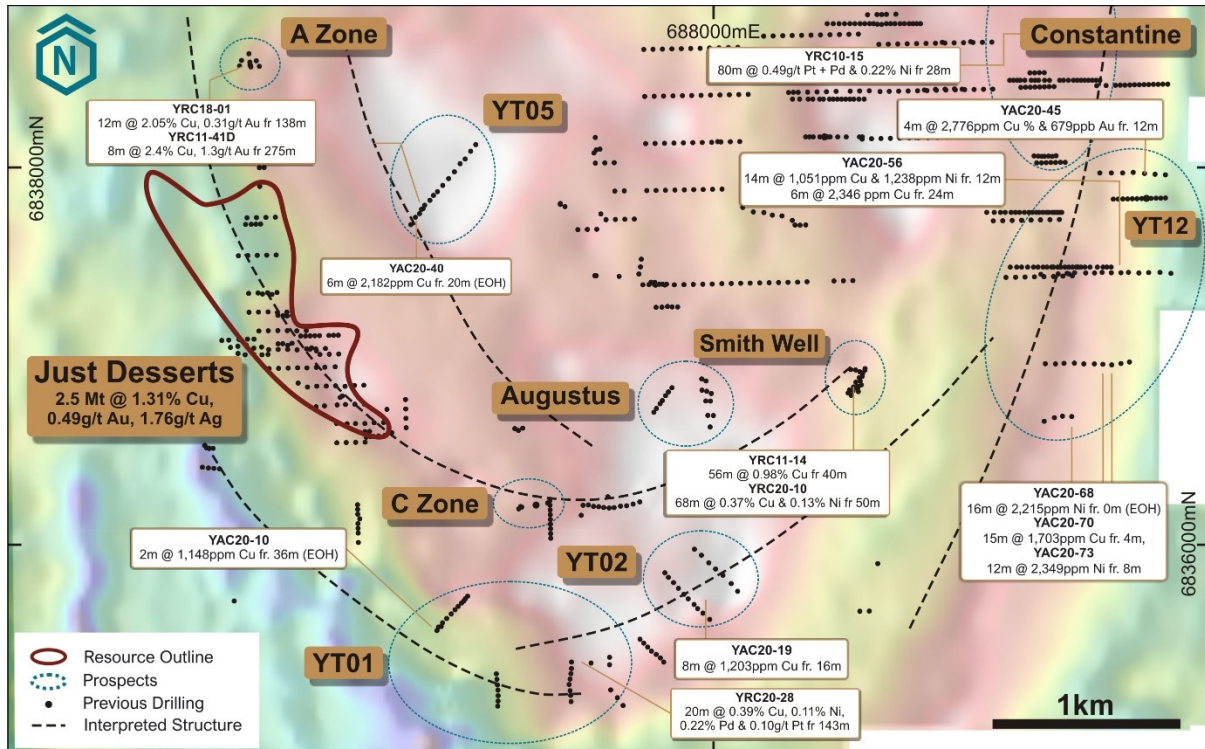 N
A Zone
688000mE
Constantine
YRC10-15
80m @ 0.49g/t Pt + Pd & 0.22% Ni fr 28m
YRC18-01
12m @ 2.05% Cu, 0.31g/t Au fr 138m
YRC11-41D
8m @ 2.4% Cu, 1.3g/t Au fr 275m
YT05
YAC20-45
4m @ 2,776ppm Cu % & 679ppb Au fr. 12m
YAC20-56
14m @ 1,051ppm Cu & 1,238ppm Ni fr. 12m
6m @ 2,346 ppm Cu fr. 24m
6838000mN
YT12
YAC20-40
6m @ 2,182ppm Cu fr. 20m (EOH)
Smith Well
Just Desserts
2.5 Mt @ 1.31% Cu,
0.49g/t Au, 1.76g/t Ag
Augustus
YRC11-14
56m @ 0.98% Cu fr 40m
YRC20-10
68m @ 0.37% Cu & 0.13% Ni fr 50m
C Zone
YAC20-68
16m @ 2,215ppm Ni fr. 0m (EOH)
YAC20-70
15m @ 1,703ppm Cu fr. 4m,
YAC20-73
12m @ 2,349ppm Ni fr. 8m
6836000mN
YAC20-10
2m @ 1,148ppm Cu fr. 36m (EOH)
YT02
YT01
YAC20-19
8m @ 1,203ppm Cu fr. 16m
YRC20-28
20m @ 0.39% Cu, 0.11% Ni,
0.22% Pd & 0.10g/t Pt fr 143m
Resource Outline
Prospects
Previous Drilling
Interpreted Structure
1km